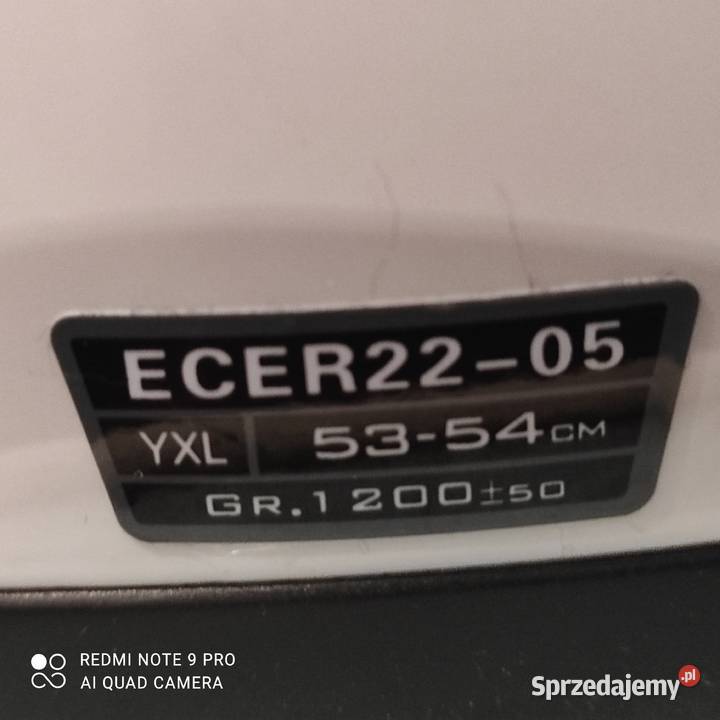 ECER22-05
YXL 53-54CM
GR.1200±50
REDMI NOTE 9 PRO
AI QUAD CAMERA
Sprzedajemy.pl